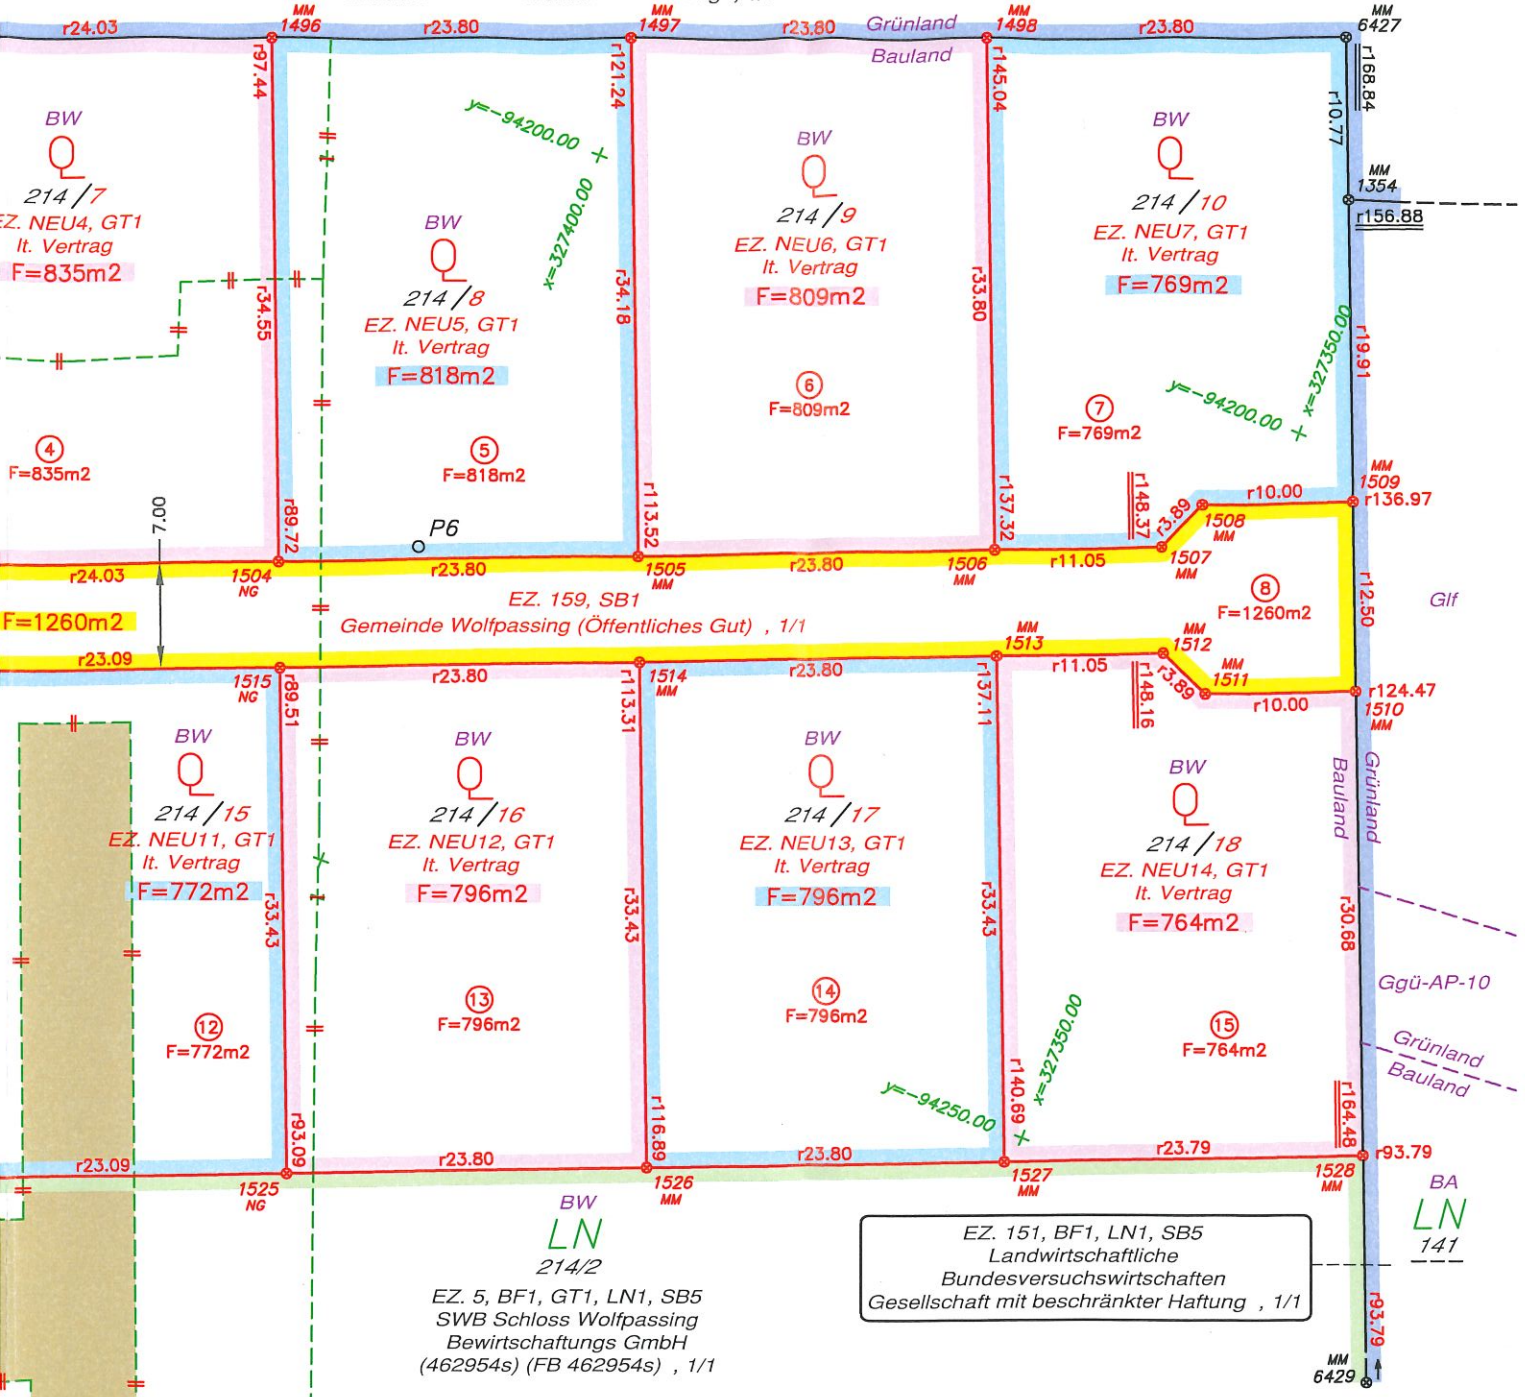 MM
1496
MM
1497
MM
1498
MM
6427
r24.03
r23.80
r23.80
r23.80
Grünland
Bauland
r97.44
r121.24
r145.04
r168.84
r10.77
MM
1354
r156.88
BW
214/7
EZ. NEU4, GT1
lt. Vertrag
F=835m2
4
F=835m2
r34.55
r89.72
y=-94200.00
x=327400.00
BW
214/8
EZ. NEU5, GT1
lt. Vertrag
F=818m2
5
F=818m2
P6
r34.18
r113.52
BW
214/9
EZ. NEU6, GT1
lt. Vertrag
F=809m2
6
F=809m2
r33.80
r137.32
BW
214/10
EZ. NEU7, GT1
lt. Vertrag
F=769m2
7
F=769m2
y=-94200.00
x=327350.00
r19.91
r148.37
r3.89
r10.00
MM
1509
r136.97
1508
MM
1507
MM
7.00
r24.03
1504
NG
r23.80
1505
MM
r23.80
1506
MM
r11.05
8
F=1260m2
r12.50
Glf
F=1260m2
EZ. 159, SB1
Gemeinde Wolfpassing (Öffentliches Gut) , 1/1
r23.09
1515
NG
r89.51
r23.80
1514
MM
r113.31
r23.80
MM
1513
r137.11
r11.05
MM
1512
r148.16
r3.89
MM
1511
r10.00
r124.47
1510
MM
Bauland
Grünland
BW
214/15
EZ. NEU11, GT1
lt. Vertrag
F=772m2
12
F=772m2
r33.43
r93.09
BW
214/16
EZ. NEU12, GT1
lt. Vertrag
F=796m2
13
F=796m2
r33.43
r116.89
BW
214/17
EZ. NEU13, GT1
lt. Vertrag
F=796m2
14
F=796m2
r33.43
r140.69
y=-94250.00
x=327350.00
BW
214/18
EZ. NEU14, GT1
lt. Vertrag
F=764m2
15
F=764m2
r30.68
r164.48
Ggü-AP-10
Grünland
Bauland
r23.09
1525
NG
r23.80
1526
MM
r23.80
1527
MM
r23.79
1528
MM
r93.79
BW
LN
214/2
EZ. 5, BF1, GT1, LN1, SB5
SWB Schloss Wolfpassing
Bewirtschaftungs GmbH
(462954s) (FB 462954s) , 1/1
EZ. 151, BF1, LN1, SB5
Landwirtschaftliche
Bundesversuchswirtschaften
Gesellschaft mit beschränkter Haftung , 1/1
BA
LN
141
r93.79
MM
6429